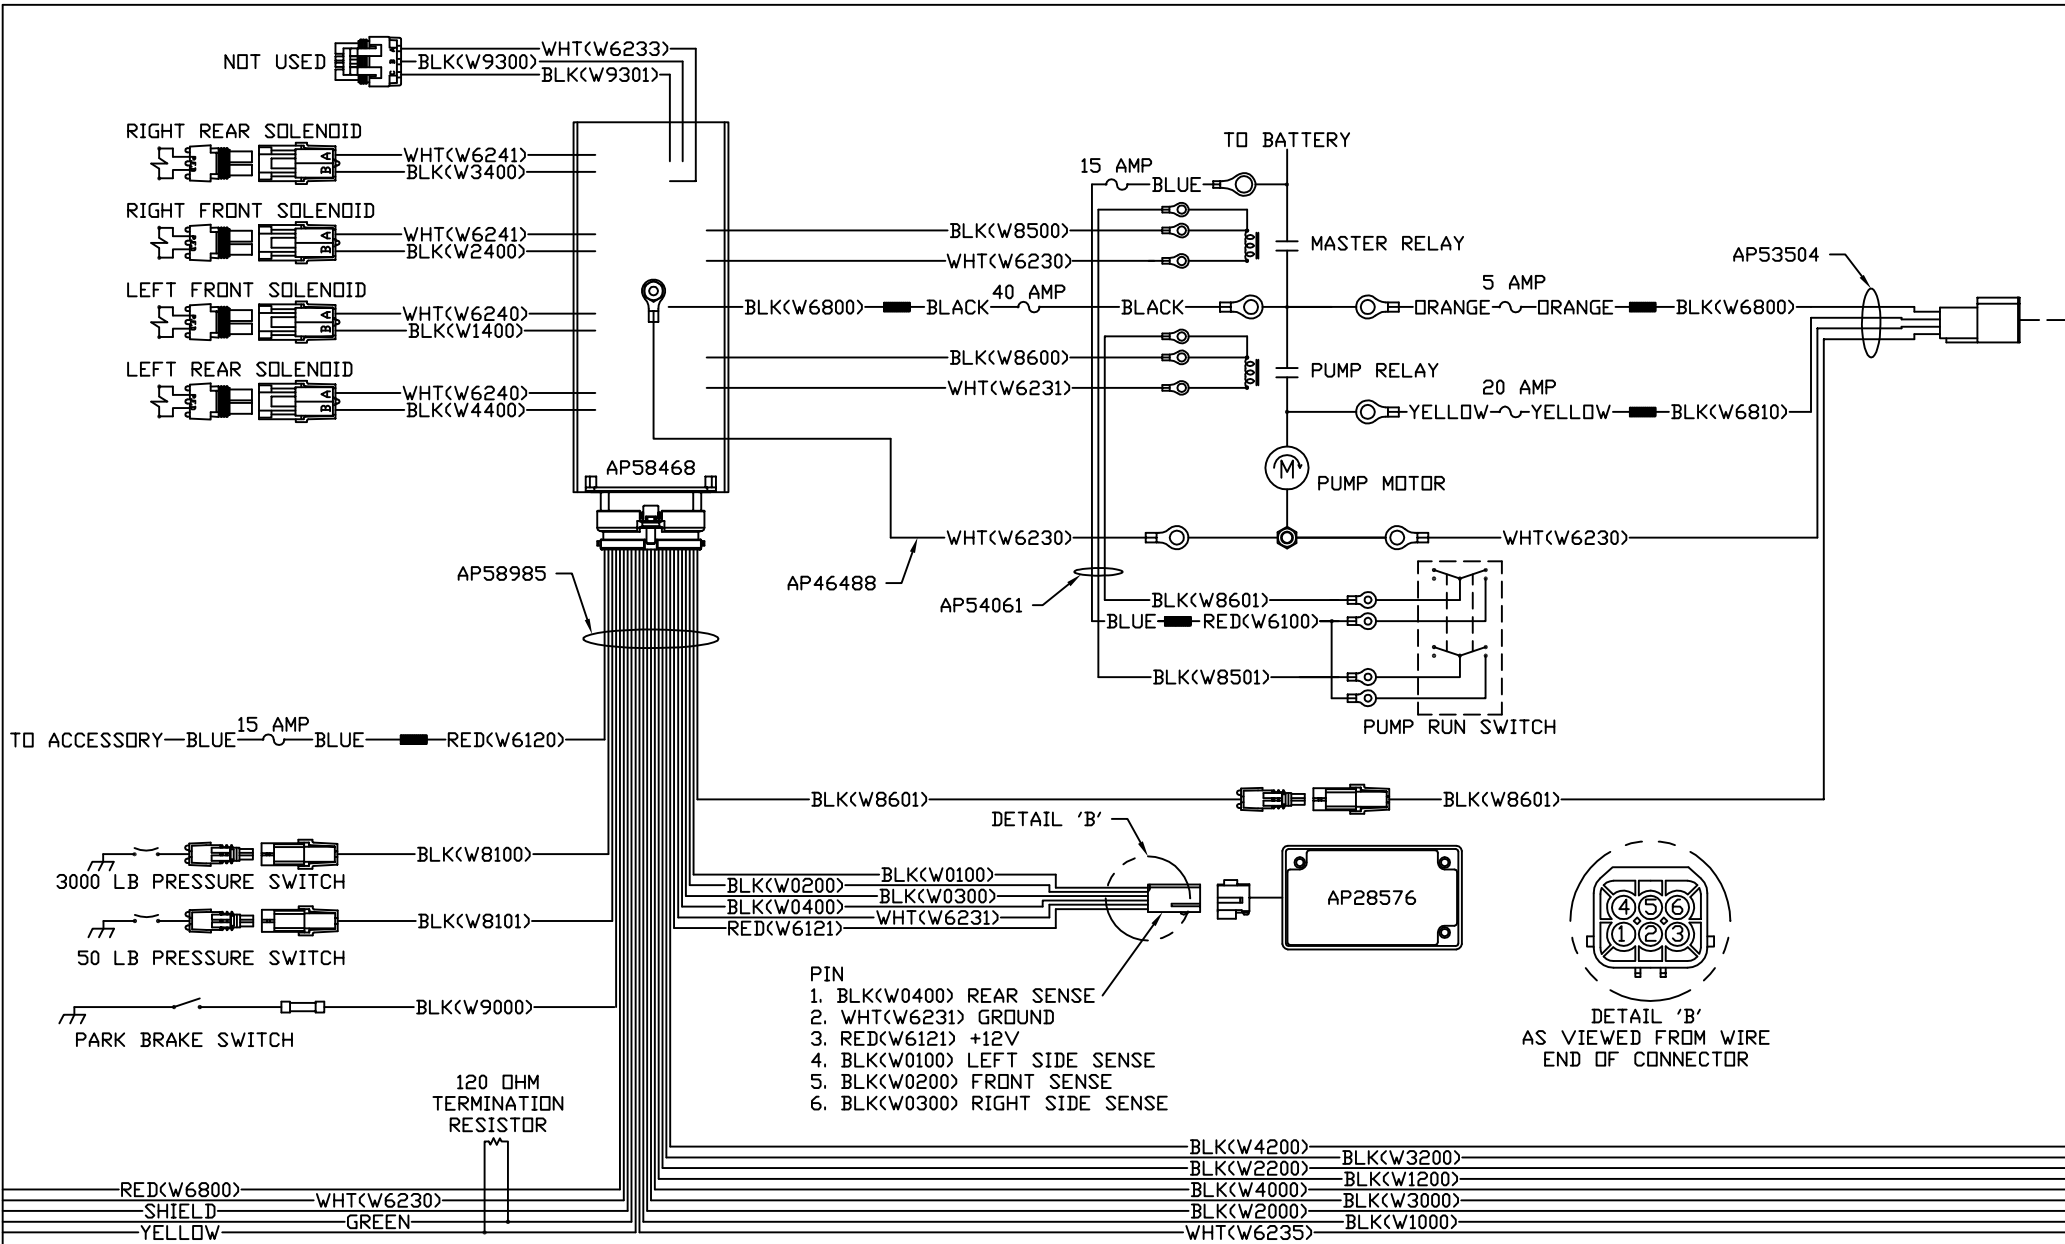 NOT USED
WHT(W6233)
BLK(W9300)
BLK(W9301)
RIGHT REAR SOLENOID
A
B
WHT(W6241)
BLK(W3400)
RIGHT FRONT SOLENOID
A
B
WHT(W6241)
BLK(W2400)
LEFT FRONT SOLENOID
A
B
WHT(W6240)
BLK(W1400)
LEFT REAR SOLENOID
A
B
WHT(W6240)
BLK(W4400)
AP58468
TO BATTERY
15 AMP
BLUE
BLK(W8500)
WHT(W6230)
MASTER RELAY
BLK(W6800)
BLACK
40 AMP
BLACK
5 AMP
ORANGE
ORANGE
BLK(W6800)
AP53504
BLK(W8600)
WHT(W6231)
PUMP RELAY
20 AMP
YELLOW
YELLOW
BLK(W6810)
M
PUMP MOTOR
WHT(W6230)
WHT(W6230)
AP58985
AP46488
AP54061
BLK(W8601)
BLUE
RED(W6100)
BLK(W8501)
PUMP RUN SWITCH
TO ACCESSORY
BLUE
15 AMP
BLUE
RED(W6120)
BLK(W8601)
BLK(W8601)
DETAIL 'B'
BLK(W8100)
3000 LB PRESSURE SWITCH
BLK(W8101)
50 LB PRESSURE SWITCH
BLK(W9000)
PARK BRAKE SWITCH
BLK(W0100)
BLK(W0200)
BLK(W0300)
BLK(W0400)
WHT(W6231)
RED(W6121)
AP28576
PIN
1. BLK(W0400) REAR SENSE
2. WHT(W6231) GROUND
3. RED(W6121) +12V
4. BLK(W0100) LEFT SIDE SENSE
5. BLK(W0200) FRONT SENSE
6. BLK(W0300) RIGHT SIDE SENSE
4 5 6
1 2 3
DETAIL 'B'
AS VIEWED FROM WIRE
END OF CONNECTOR
120 OHM
TERMINATION
RESISTOR
RED(W6800)
WHT(W6230)
SHIELD
GREEN
YELLOW
BLK(W4200)
BLK(W3200)
BLK(W2200)
BLK(W1200)
BLK(W4000)
BLK(W3000)
BLK(W2000)
BLK(W1000)
WHT(W6235)